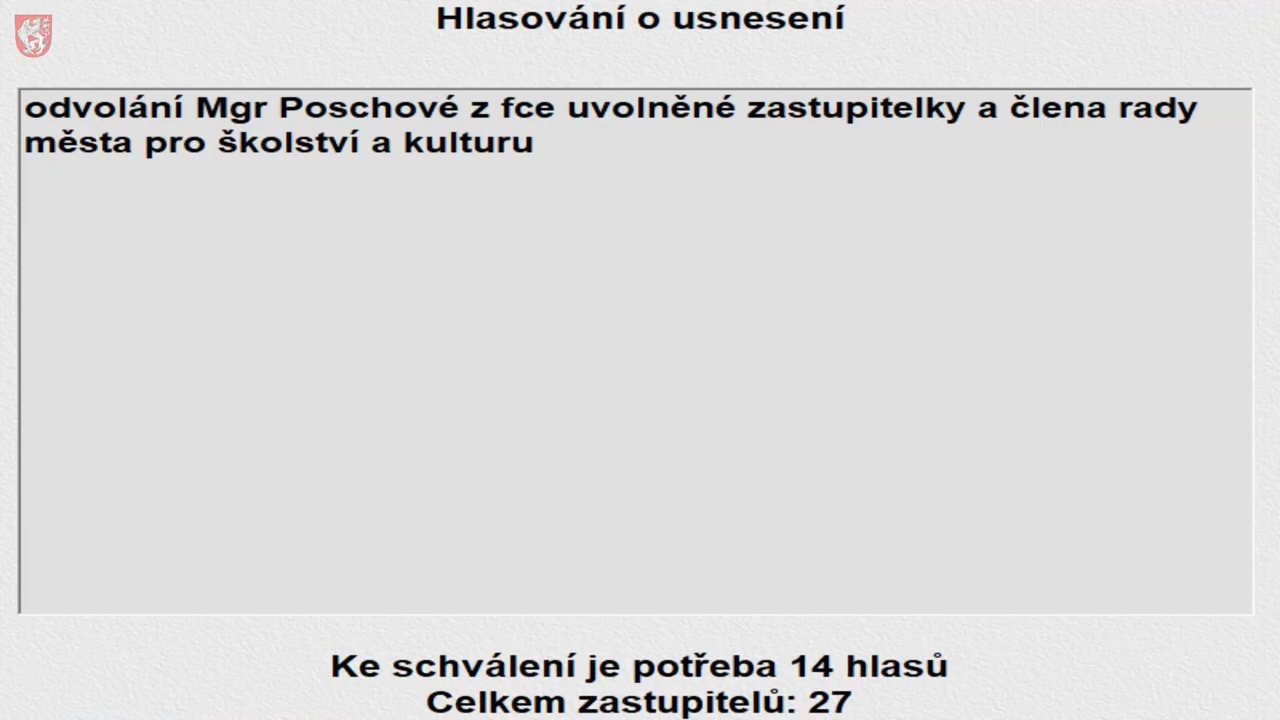 Hlasování o usnesení
odvolání Mgr Poschové z fce uvolněné zastupitelky a člena rady
města pro školství a kulturu
Ke schválení je potřeba 14 hlasů
Celkem zastupitelů: 27